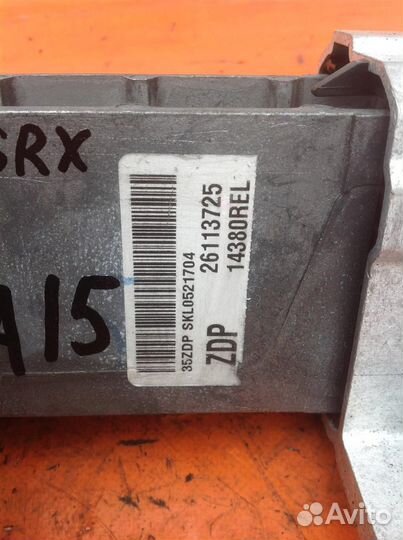 SRX
A15
35ZDP SKL0521704
ZDP 26113725
14380REL
Avito